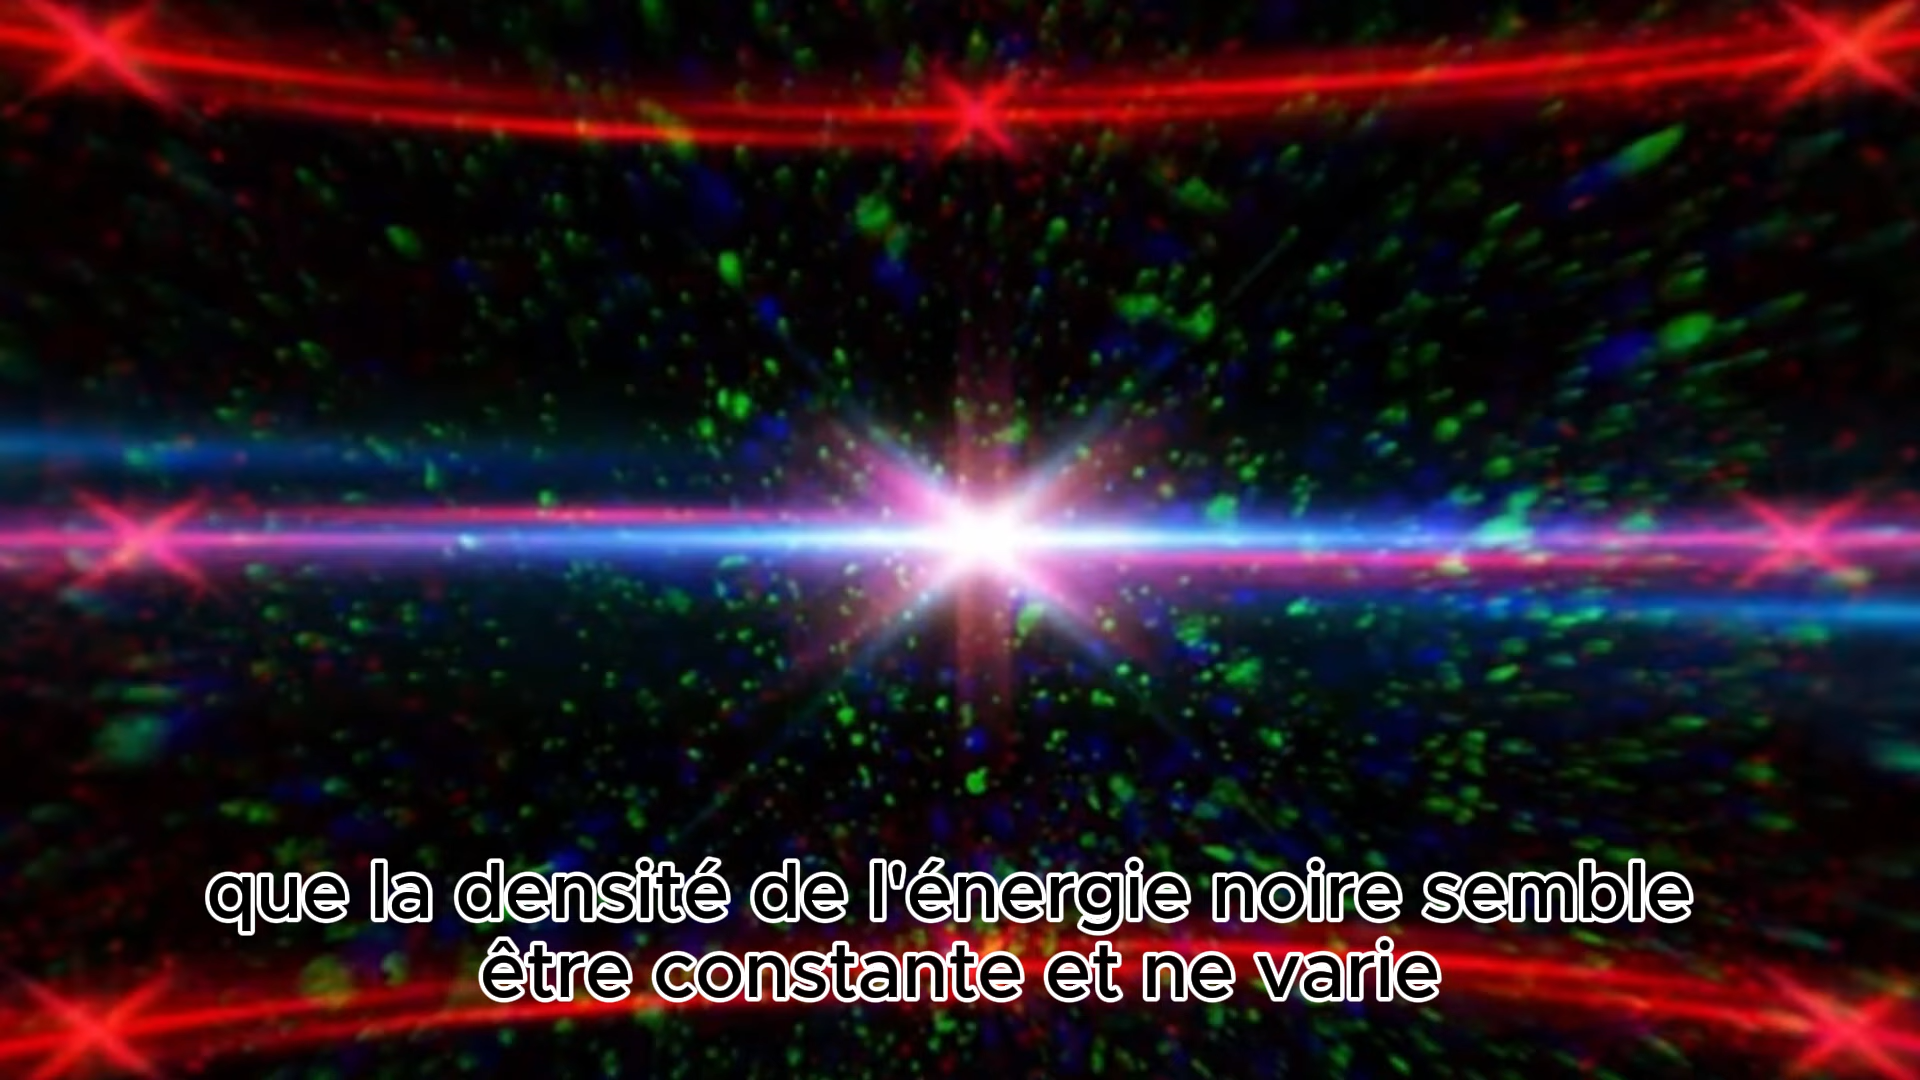 que la densité de l'énergie noire semble
être constante et ne varie